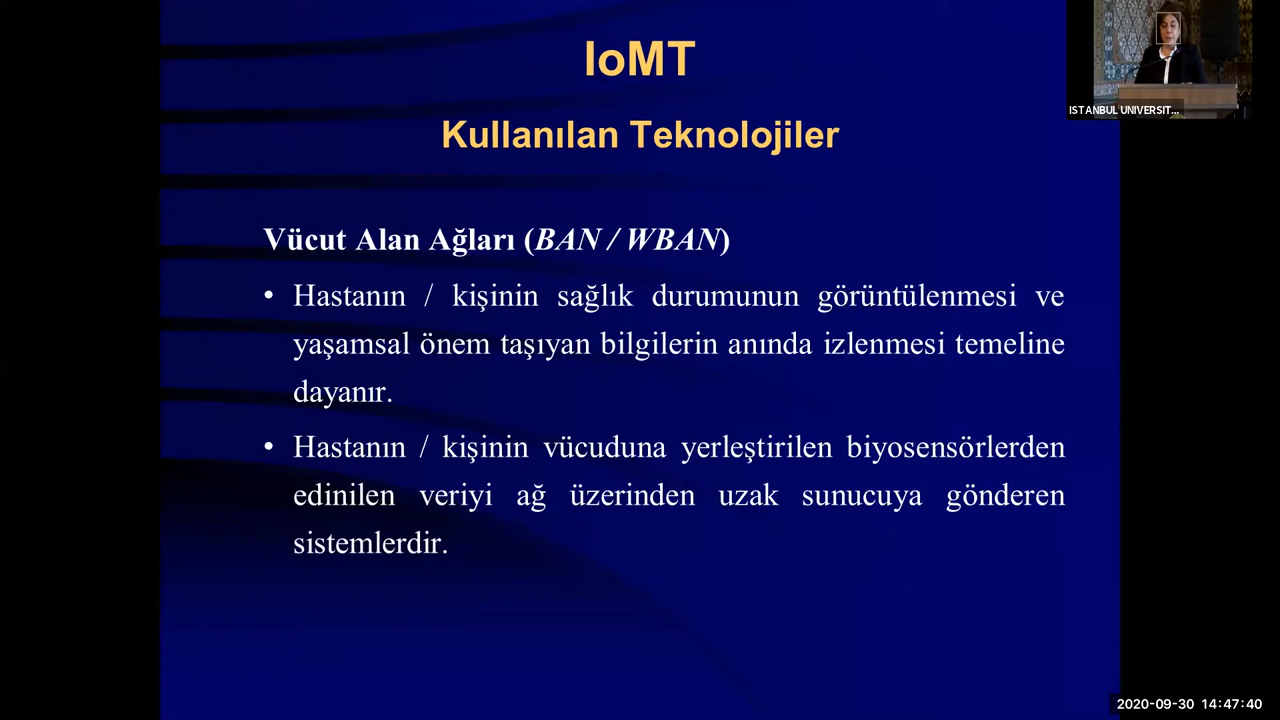 IoMT
Kullanılan Teknolojiler
ISTANBUL UNIVERSIT...
Vücut Alan Ağları (BAN / WBAN)
• Hastanın / kişinin sağlık durumunun görüntülenmesi ve
yaşamsal önem taşıyan bilgilerin anında izlenmesi temeline
dayanır.
• Hastanın / kişinin vücuduna yerleştirilen biyosensörlerden
edinilen veriyi ağ üzerinden uzak sunucuya gönderen
sistemlerdir.
2020-09-30 14:47:40